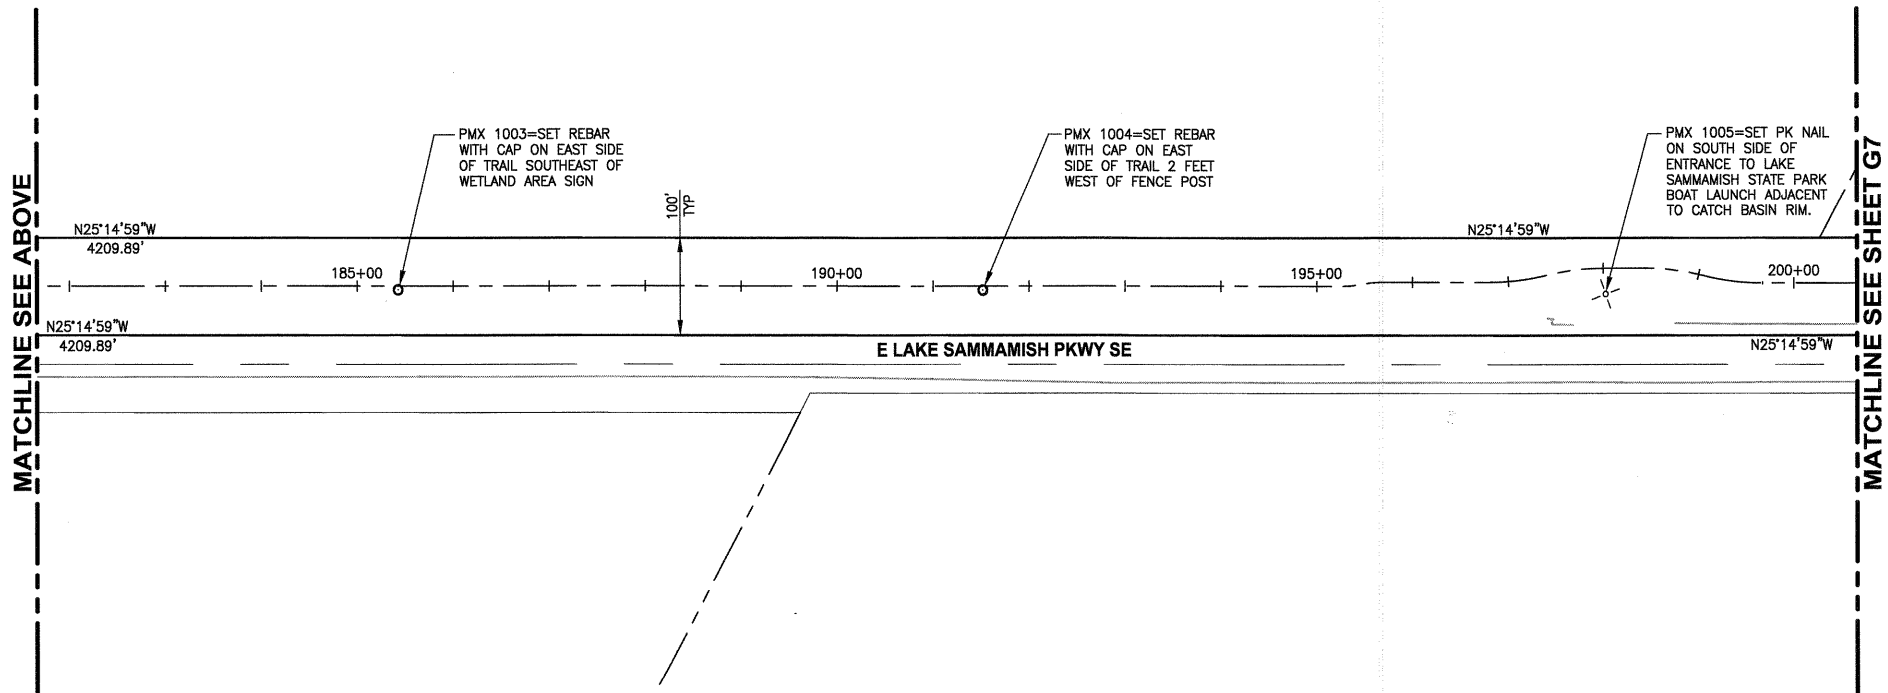 MATCHLINE SEE ABOVE
PMX 1003=SET REBAR
WITH CAP ON EAST SIDE
OF TRAIL SOUTHEAST OF
WETLAND AREA SIGN
PMX 1004=SET REBAR
WITH CAP ON EAST
SIDE OF TRAIL 2 FEET
WEST OF FENCE POST
PMX 1005=SET PK NAIL
ON SOUTH SIDE OF
ENTRANCE TO LAKE
SAMMAMISH STATE PARK
BOAT LAUNCH ADJACENT
TO CATCH BASIN RIM.
100'
TYP
N25°14'59"W
4209.89'
N25°14'59"W
185+00
190+00
195+00
200+00
N25°14'59"W
4209.89'
E LAKE SAMMAMISH PKWY SE
N25°14'59"W
MATCHLINE SEE SHEET G7